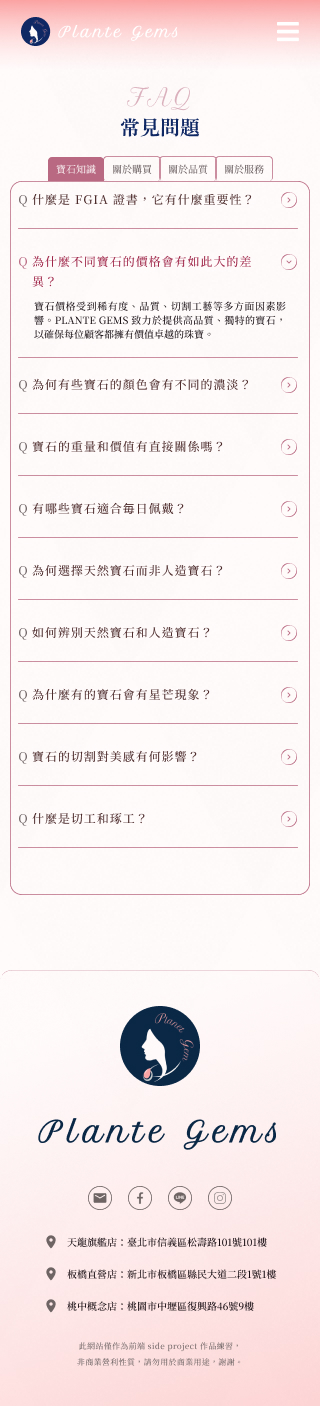 Plante Gems
FAQ
常見問題
寶石知識
關於購買
關於品質
關於服務
Q 什麼是 FGIA 證書，它有什麼重要性？
Q 為什麼不同寶石的價格會有如此大的差
異？
寶石價格受到稀有度、品質、切割工藝等多方面因素影
響。PLANTE GEMS 致力於提供高品質、獨特的寶石，
以確保每位顧客都擁有價值卓越的珠寶。
Q 為何有些寶石的顏色會有不同的濃淡？
Q 寶石的重量和價值有直接關係嗎？
Q 有哪些寶石適合每日佩戴？
Q 為何選擇天然寶石而非人造寶石？
Q 如何辨別天然寶石和人造寶石？
Q 為什麼有的寶石會有星芒現象？
Q 寶石的切割對美感有何影響？
Q 什麼是切工和琢工？
Planet Gem
Plante Gems
LINE
天龍旗艦店：臺北市信義區松壽路101號101樓
板橋直營店：新北市板橋區縣民大道二段1號1樓
桃中概念店：桃園市中壢區復興路46號9樓
此網站僅作為前端 side project 作品練習，
非商業營利性質，請勿用於商業用途，謝謝。